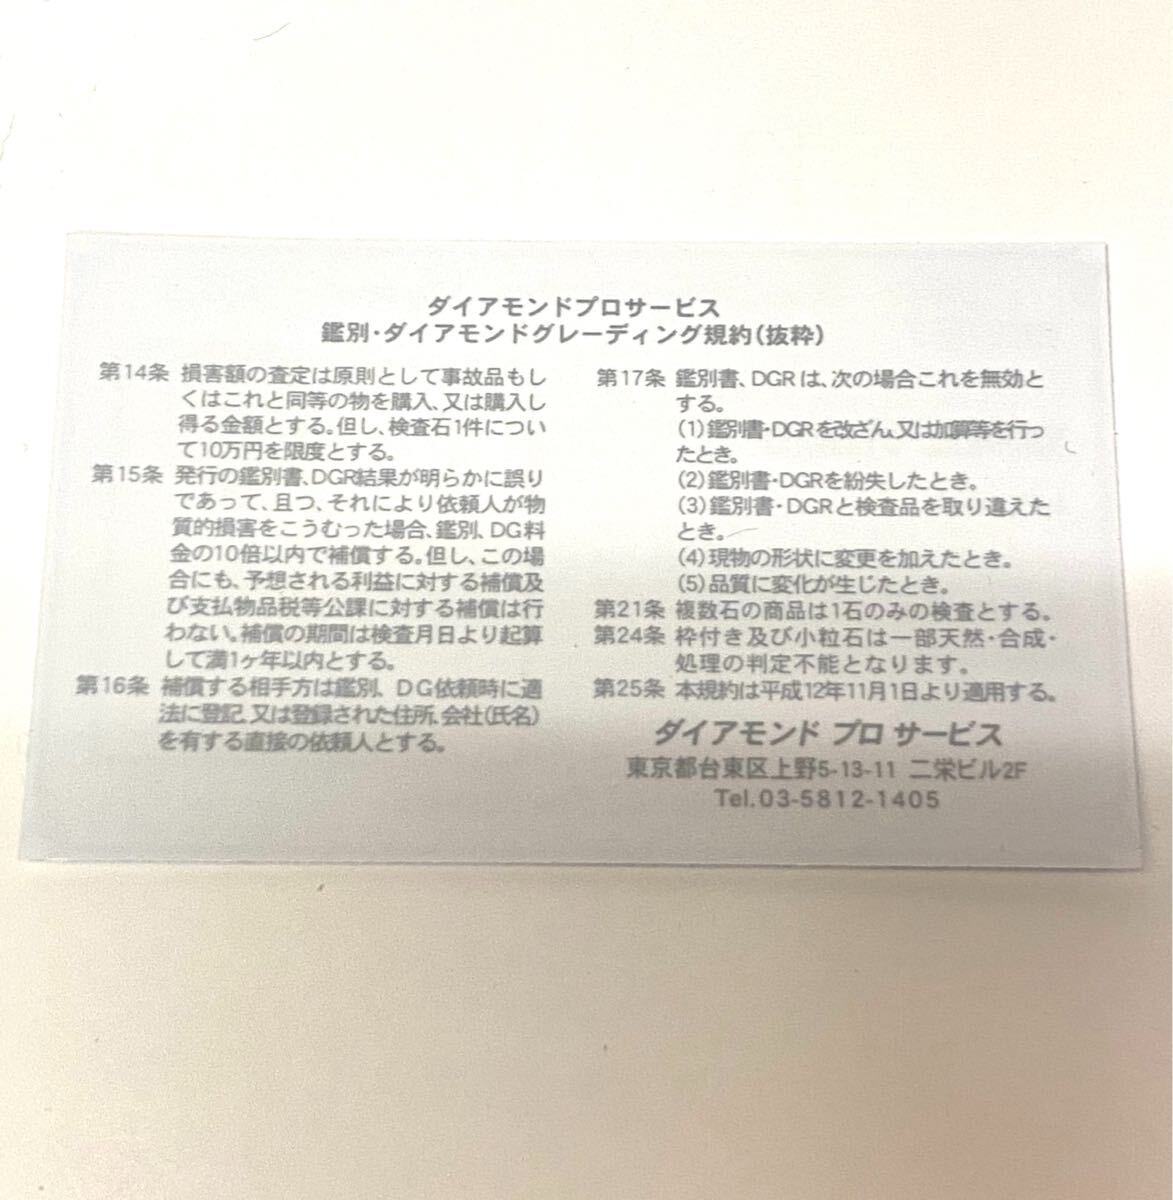 ダイアモンドプロサービス
鑑別・ダイアモンドグレーディング規約(抜粋)
第14条 損害額の査定は原則として事故品もし
くはこれと同等の物を購入、又は購入し
得る金額とする。但し、検査石1件につい
て10万円を限度とする。
第15条 発行の鑑別書、DGR結果が明らかに誤り
であって、且つ、それにより依頼人が物
質的損害をこうむった場合、鑑別、DG料
金の10倍以内で補償する。但し、この場
合にも、予想される利益に対する補償及
び支払物品税等公課に対する補償は行
わない。補償の期間は検査月日より起算
して満1ヶ年以内とする。
第16条 補償する相手方は鑑別、DG依頼時に適
法に登記、又は登録された住所、会社(氏名)
を有する直接の依頼人とする。
第17条 鑑別書、DGRは、次の場合これを無効と
する。
(1)鑑別書・DGRを改ざん、又は加算等を行っ
たとき。
(2)鑑別書・DGRを紛失したとき。
(3)鑑別書・DGRと検査品を取り違えた
とき。
(4)現物の形状に変更を加えたとき。
(5)品質に変化が生じたとき。
第21条 複数石の商品は1石のみの検査とする。
第24条 枠付き及び小粒石は一部天然・合成・
処理の判定不能となります。
第25条 本規約は平成12年11月1日より適用する。
ダイアモンド プロ サービス
東京都台東区上野5-13-11 二栄ビル2F
Tel.03-5812-1405